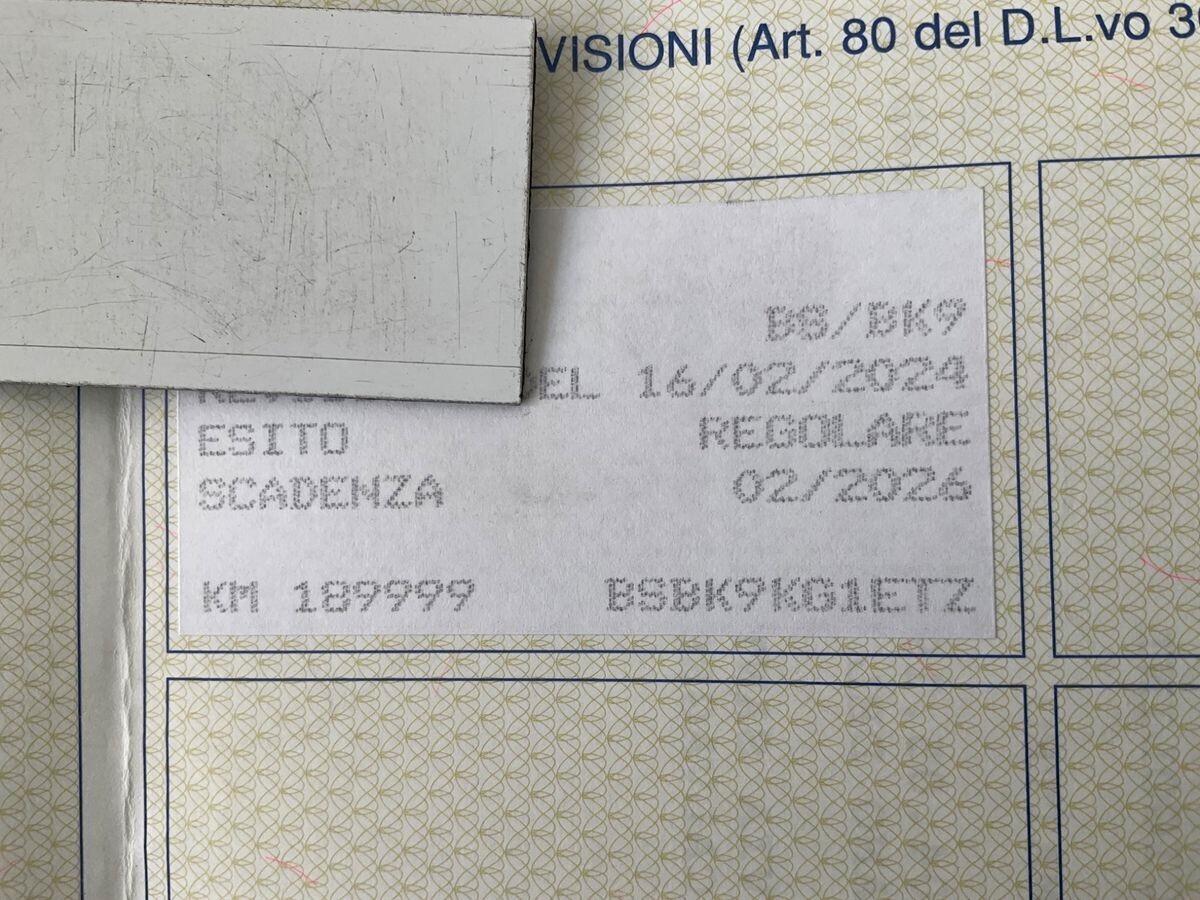 VISIONI (Art. 80 del D.L.vo 3
BS/BK9
DEL 16/02/2024
ESITO REGOLARE
SCADENZA 02/2026
KM 189999 BSBK9KG1ETZ